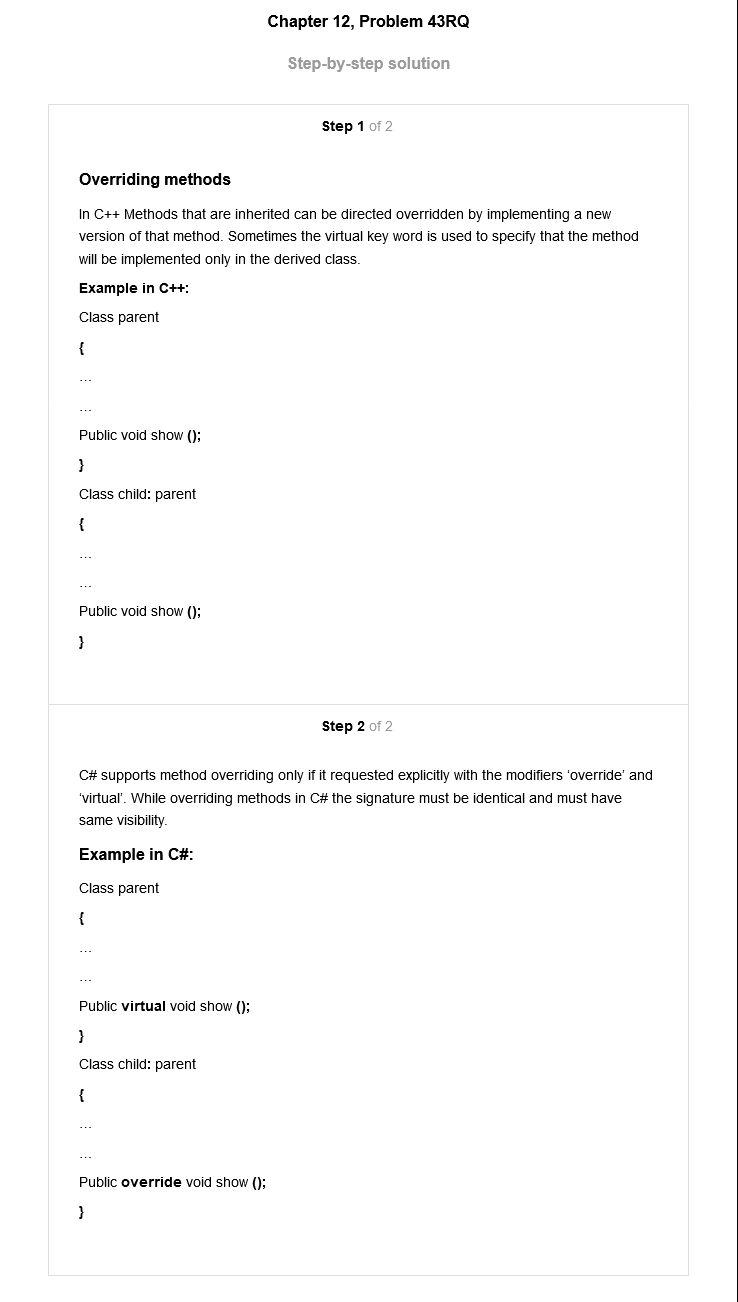 Chapter 12, Problem 43RQ
Step-by-step solution
Step 1 of 2
Overriding methods
In C++ Methods that are inherited can be directed overridden by implementing a new
version of that method. Sometimes the virtual key word is used to specify that the method
will be implemented only in the derived class.
Example in C++:
Class parent
{
...
...
Public void show ();
}
Class child: parent
{
...
...
Public void show ();
}
Step 2 of 2
C# supports method overriding only if it requested explicitly with the modifiers ‘override’ and
‘virtual’. While overriding methods in C# the signature must be identical and must have
same visibility.
Example in C#:
Class parent
{
...
...
Public virtual void show ();
}
Class child: parent
{
...
...
Public override void show ();
}